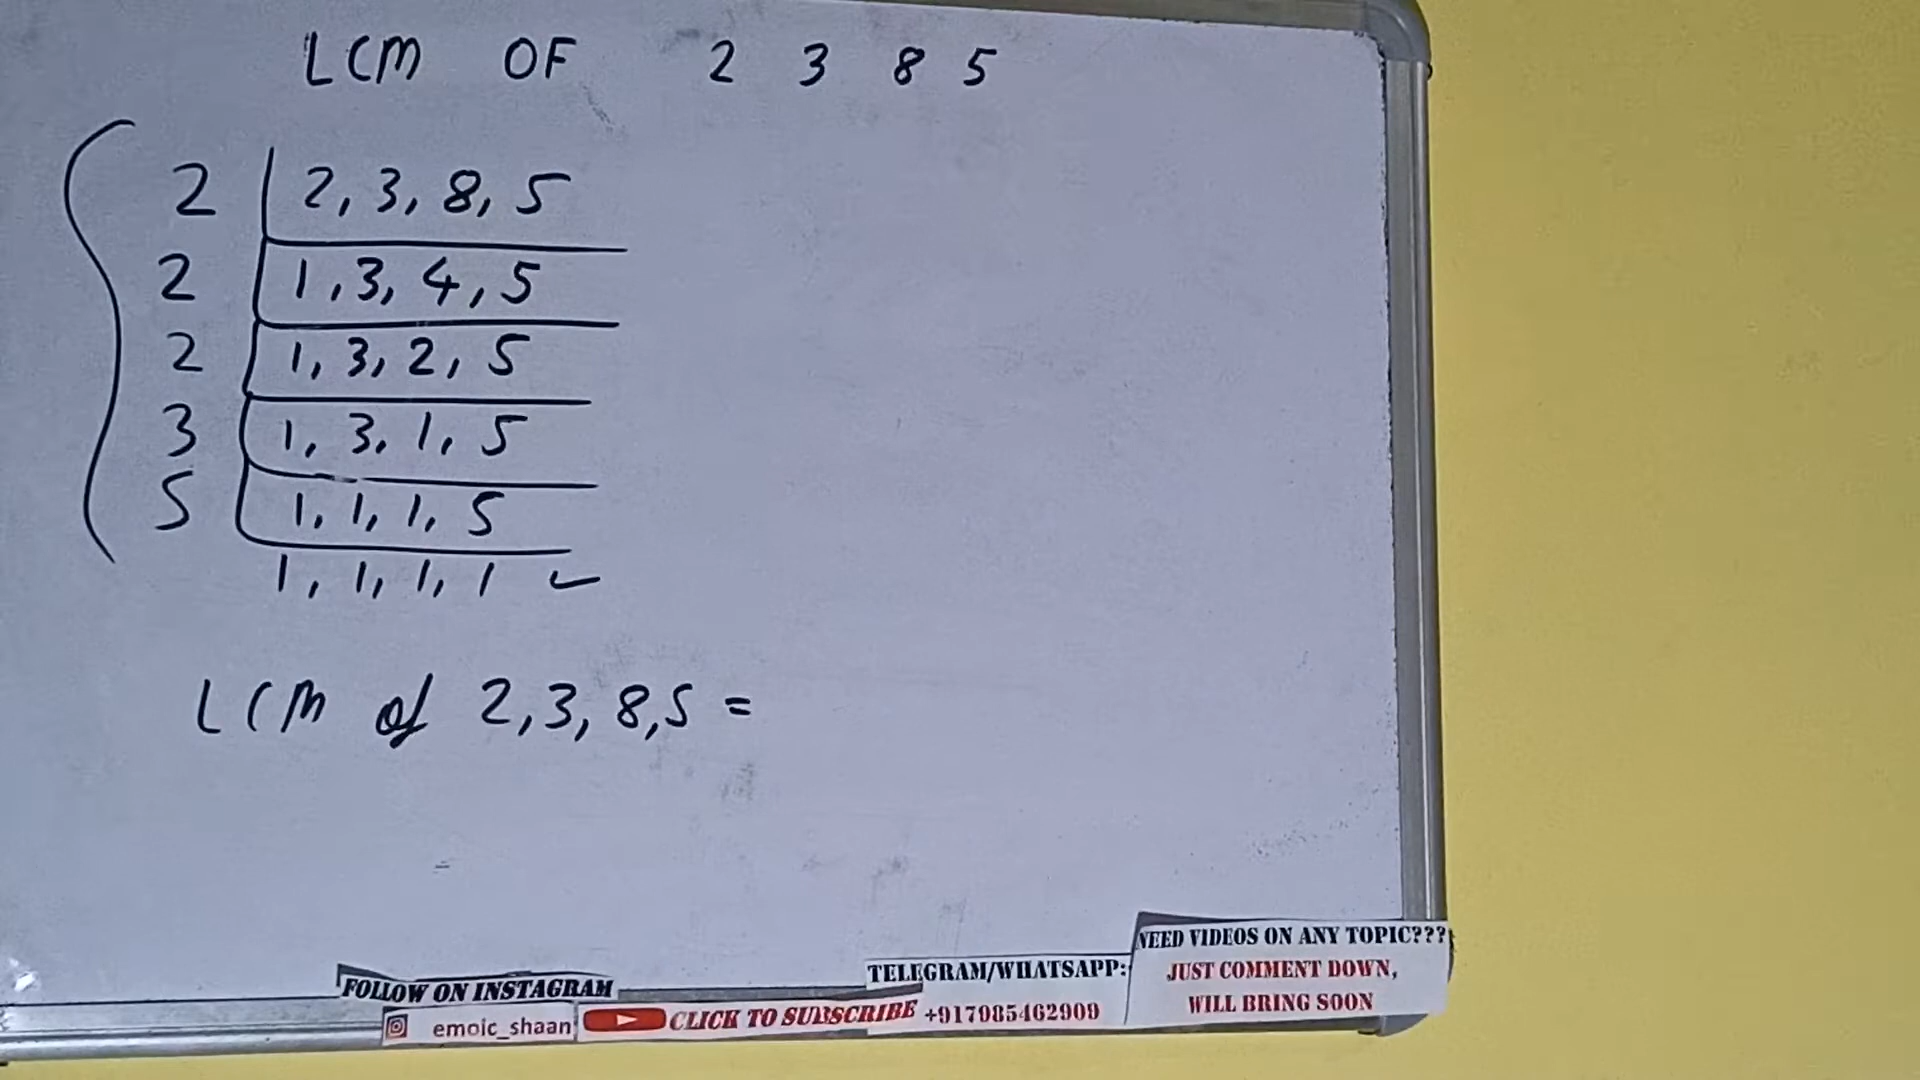 LCM OF 2 3 8 5
2 2, 3, 8, 5
2 1, 3, 4, 5
2 1, 3, 2, 5
3 1, 3, 1, 5
5 1, 1, 1, 5
1, 1, 1, 1 ✓
LCM of 2, 3, 8, 5 =
FOLLOW ON INSTAGRAM
emoic_shaan
CLICK TO SUBSCRIBE
TELEGRAM/WHATSAPP:
+917985462909
NEED VIDEOS ON ANY TOPIC???
JUST COMMENT DOWN,
WILL BRING SOON